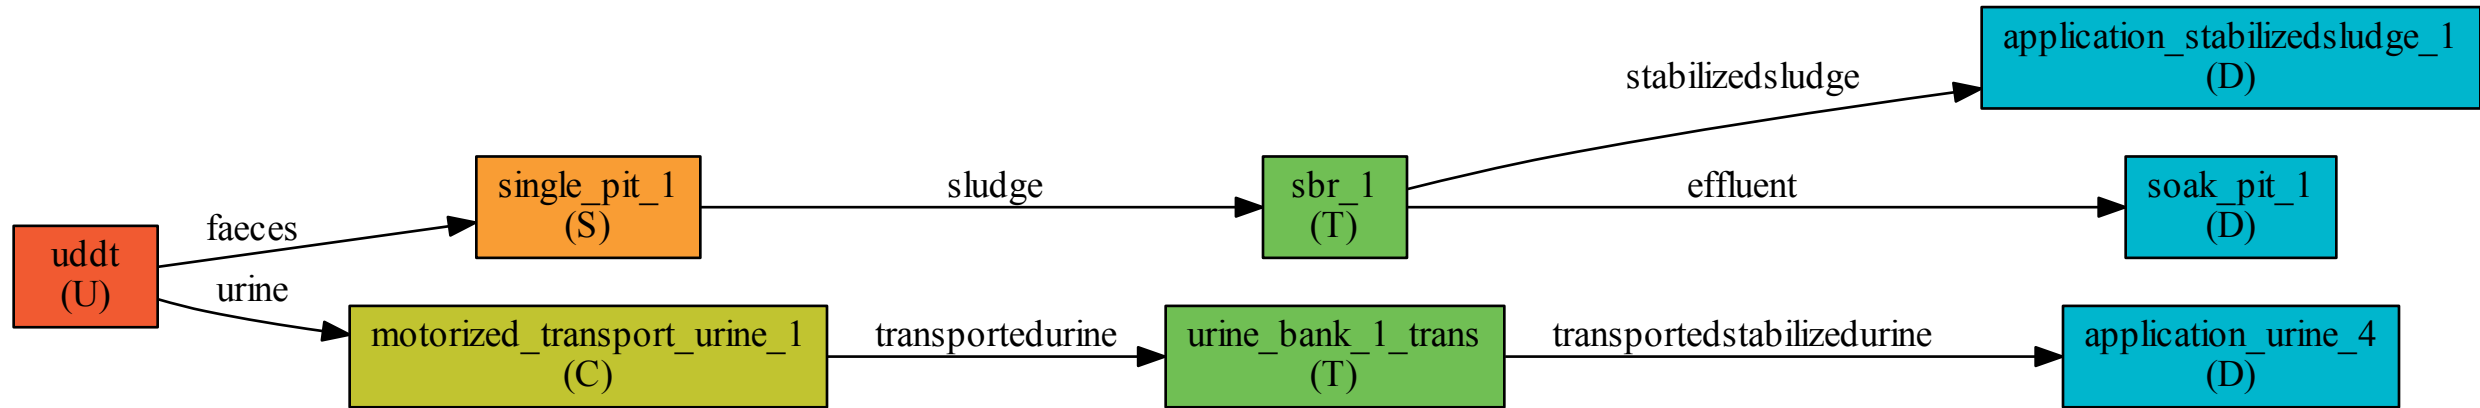 uddt
(U)
faeces
urine
single_pit_1
(S)
motorized_transport_urine_1
(C)
sludge
transportedurine
sbr_1
(T)
urine_bank_1_trans
(T)
stabilizedsludge
effluent
transportedstabilizedurine
application_stabilizedsludge_1
(D)
soak_pit_1
(D)
application_urine_4
(D)